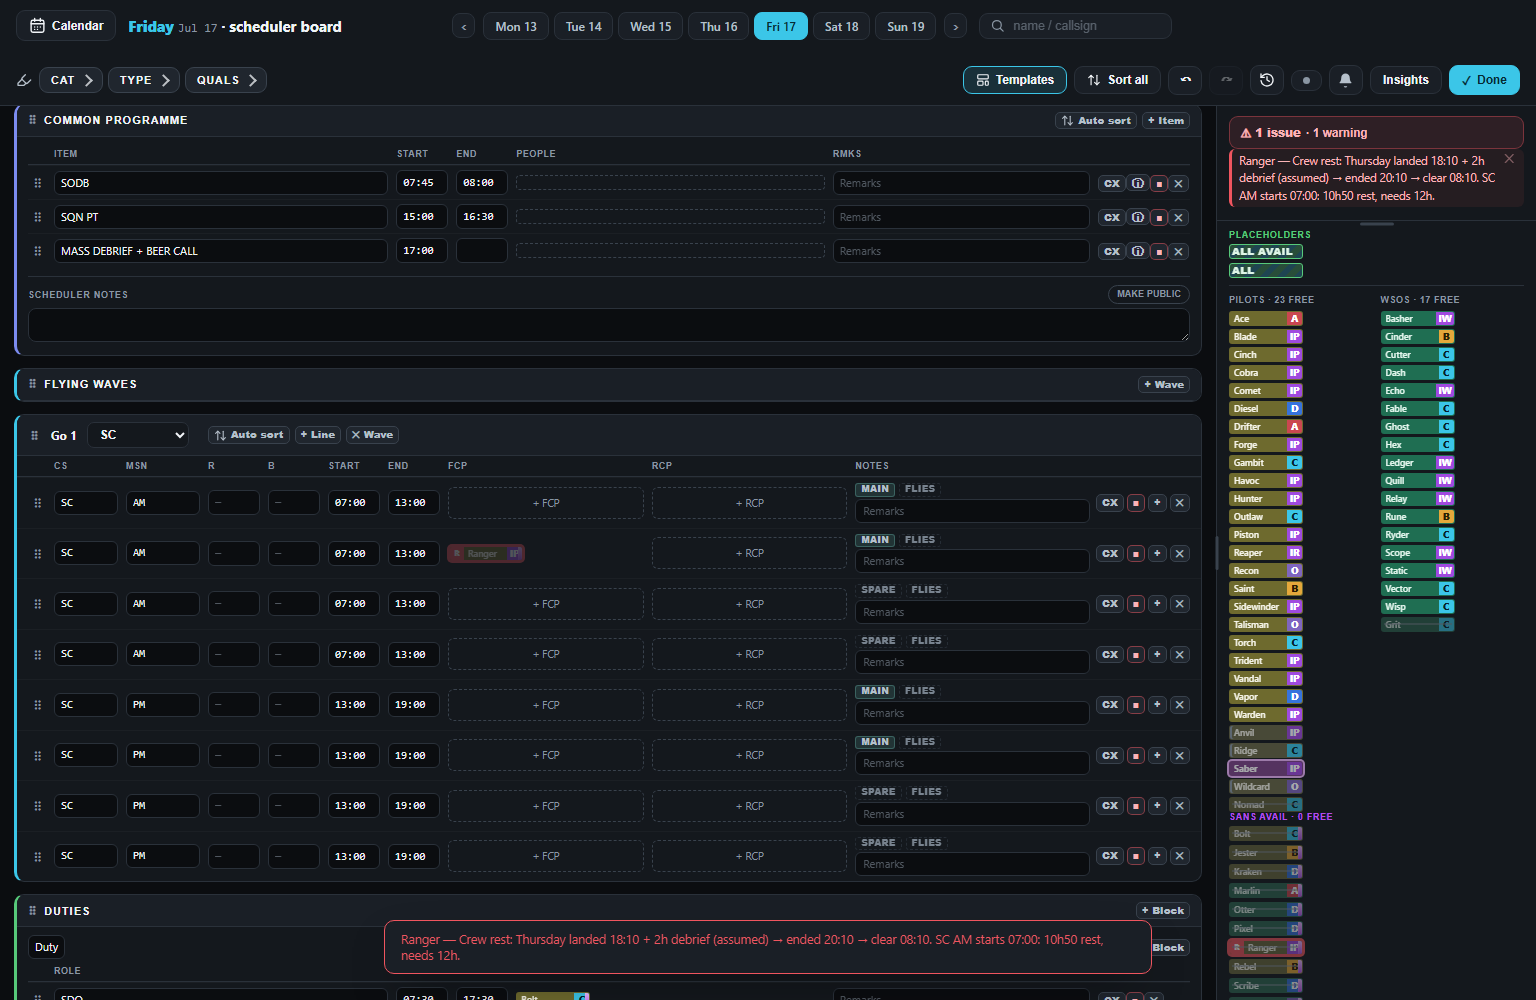 Calendar
Friday Jul 17 · scheduler board
‹ Mon 13 Tue 14 Wed 15 Thu 16 Fri 17 Sat 18 Sun 19 ›
name / callsign
CAT TYPE QUALS
Templates Sort all Insights ✓ Done
COMMON PROGRAMME
Auto sort + Item
ITEM START END PEOPLE RMKS
SODB 07:45 08:00 Remarks CX
SQN PT 15:00 16:30 Remarks CX
MASS DEBRIEF + BEER CALL 17:00 Remarks CX
SCHEDULER NOTES MAKE PUBLIC
FLYING WAVES + Wave
Go 1 SC Auto sort + Line × Wave
CS MSN R B START END FCP RCP NOTES
MAIN FLIES
SC AM – – 07:00 13:00 + FCP + RCP Remarks CX
MAIN FLIES
SC AM – – 07:00 13:00 R Ranger IP + RCP Remarks CX
SPARE FLIES
SC AM – – 07:00 13:00 + FCP + RCP Remarks CX
SPARE FLIES
SC AM – – 07:00 13:00 + FCP + RCP Remarks CX
MAIN FLIES
SC PM – – 13:00 19:00 + FCP + RCP Remarks CX
MAIN FLIES
SC PM – – 13:00 19:00 + FCP + RCP Remarks CX
SPARE FLIES
SC PM – – 13:00 19:00 + FCP + RCP Remarks CX
SPARE FLIES
SC PM – – 13:00 19:00 + FCP + RCP Remarks CX
DUTIES + Block
Duty Block
ROLE
SDO 07:30 17:30 Bolt C Remarks CX
Ranger — Crew rest: Thursday landed 18:10 + 2h debrief (assumed) → ended 20:10 → clear 08:10. SC AM starts 07:00: 10h50 rest,
needs 12h.
⚠ 1 issue · 1 warning
Ranger — Crew rest: Thursday landed 18:10 + 2h
debrief (assumed) → ended 20:10 → clear 08:10. SC
AM starts 07:00: 10h50 rest, needs 12h.
PLACEHOLDERS
ALL AVAIL
ALL
PILOTS · 23 FREE
Ace A
Blade IP
Cinch IP
Cobra IP
Comet IP
Diesel D
Drifter A
Forge IP
Gambit C
Havoc IP
Hunter IP
Outlaw C
Piston IP
Reaper IR
Recon O
Saint B
Sidewinder IP
Talisman O
Torch C
Trident IP
Vandal IP
Vapor D
Warden IP
Anvil IP
Ridge C
Saber IP
Wildcard O
Nomad C
WSOS · 17 FREE
Basher IW
Cinder B
Cutter C
Dash C
Echo IW
Fable C
Ghost C
Hex C
Ledger IW
Quill IW
Relay IW
Rune B
Ryder C
Scope IW
Static IW
Vector C
Wisp C
Grit C
SANS AVAIL · 0 FREE
Bolt C
Jester B
Kraken D
Marlin A
Otter D
Pixel D
R Ranger IP
Rebel B
Scribe D